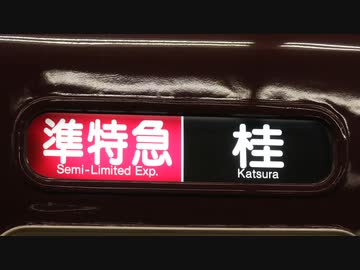 準特急
Semi-Limited Exp.
桂
Katsura